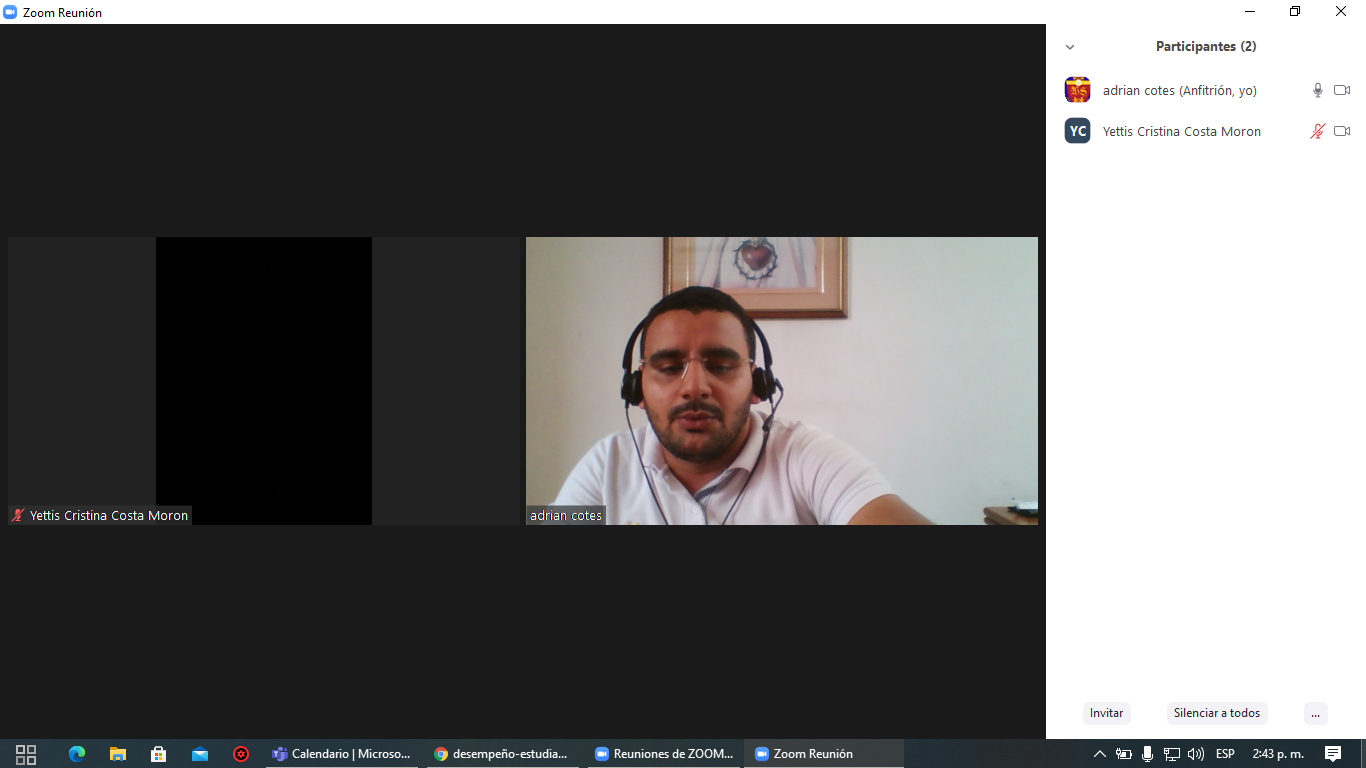 Zoom Reunión
Participantes (2)
adrian cotes (Anfitrión, yo)
YC
Yettis Cristina Costa Moron
Yettis Cristina Costa Moron
adrian cotes
Invitar
Silenciar a todos
...
Calendario | Microso...
desempeño-estudia...
Reuniones de ZOOM...
Zoom Reunión
ESP
2:43 p. m.